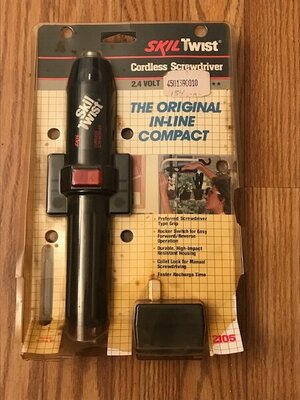 SKIL TWIST
Cordless Screwdriver
2.4 VOLT
4501390010
THE ORIGINAL
IN-LINE
COMPACT
SKIL
TWIST
• Preferred Screwdriver
Type Grip
• Rocker Switch for Easy
Forward/Reverse
Operation
• Durable, High-Impact
Resistant Housing
• Collet Lock for Manual
Screwdriving
• Faster Recharge Time
2105